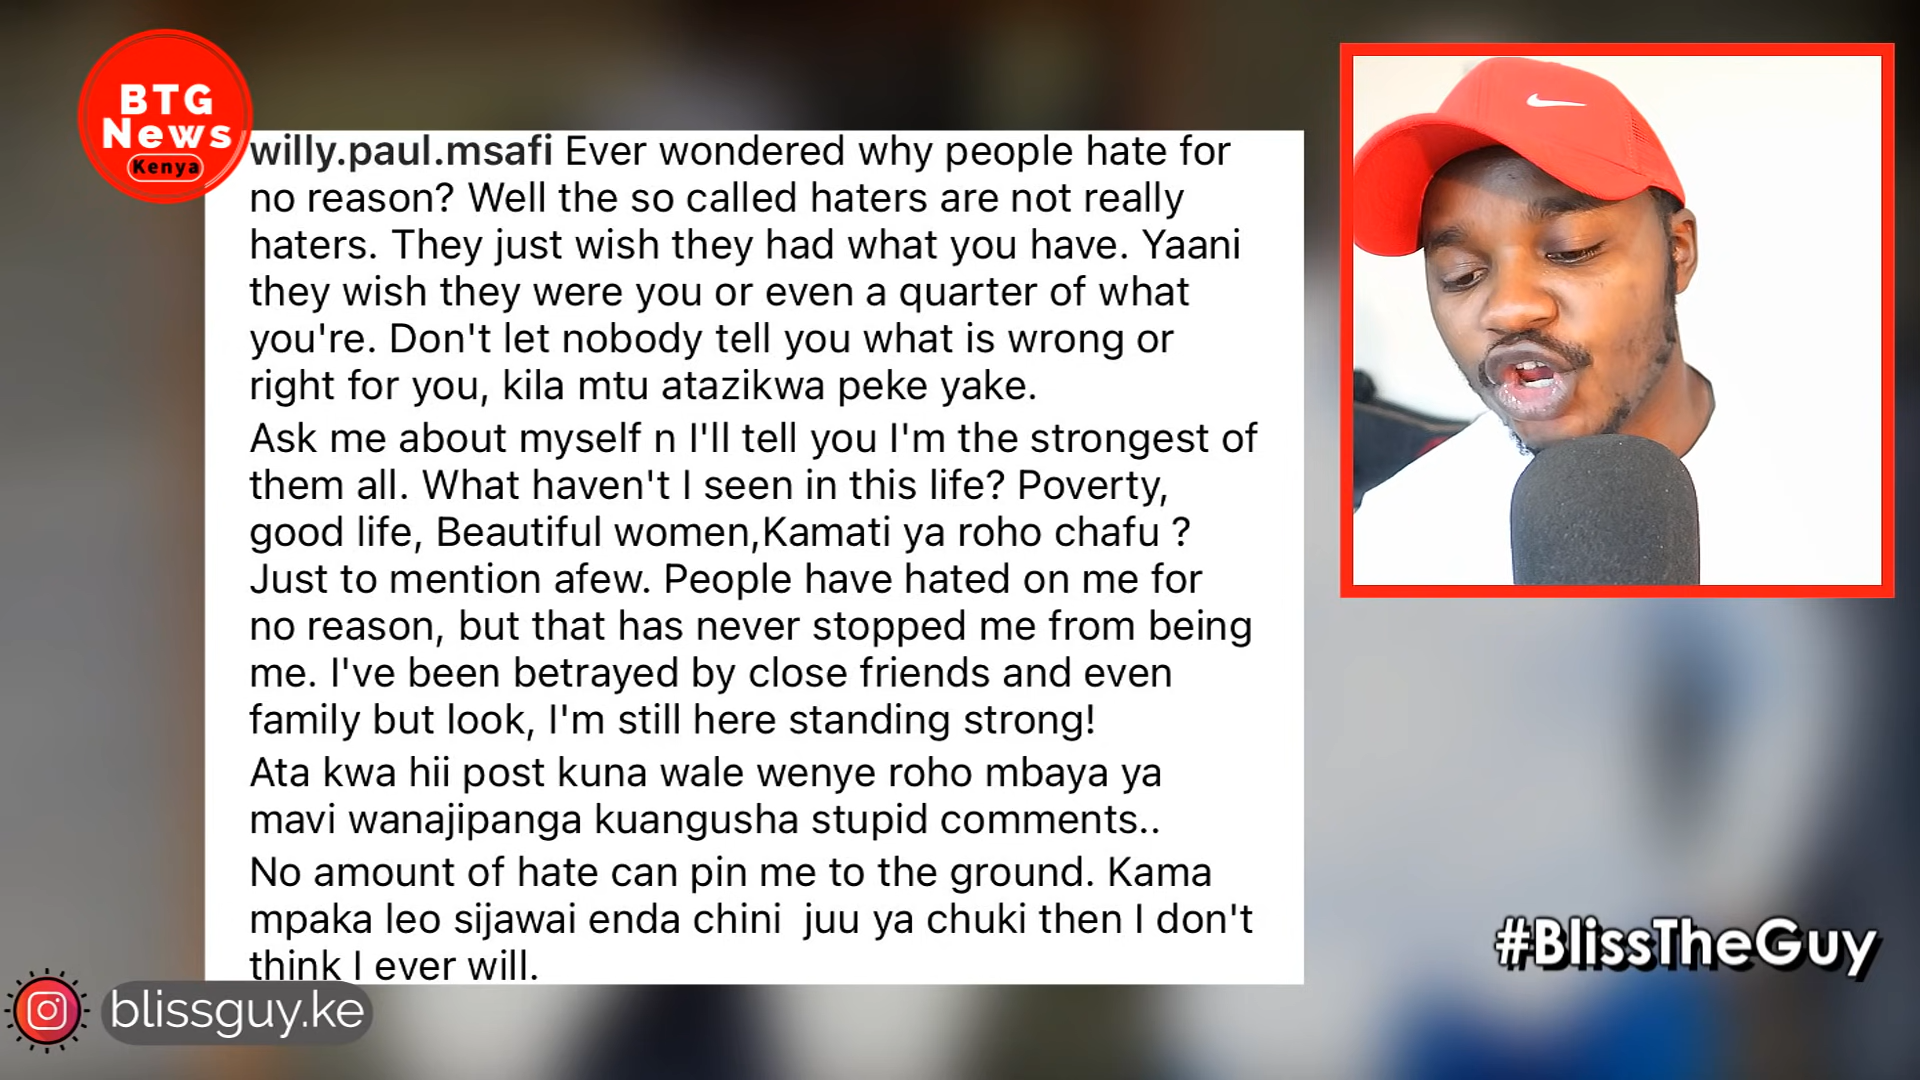 BTG
News
Kenya
willy.paul.msafi Ever wondered why people hate for
no reason? Well the so called haters are not really
haters. They just wish they had what you have. Yaani
they wish they were you or even a quarter of what
you're. Don't let nobody tell you what is wrong or
right for you, kila mtu atazikwa peke yake.
Ask me about myself n I'll tell you I'm the strongest of
them all. What haven't I seen in this life? Poverty,
good life, Beautiful women,Kamati ya roho chafu ?
Just to mention afew. People have hated on me for
no reason, but that has never stopped me from being
me. I've been betrayed by close friends and even
family but look, I'm still here standing strong!
Ata kwa hii post kuna wale wenye roho mbaya ya
mavi wanajipanga kuangusha stupid comments..
No amount of hate can pin me to the ground. Kama
mpaka leo sijawai enda chini  juu ya chuki then I don't
think I ever will.
#BlissTheGuy
blissguy.ke